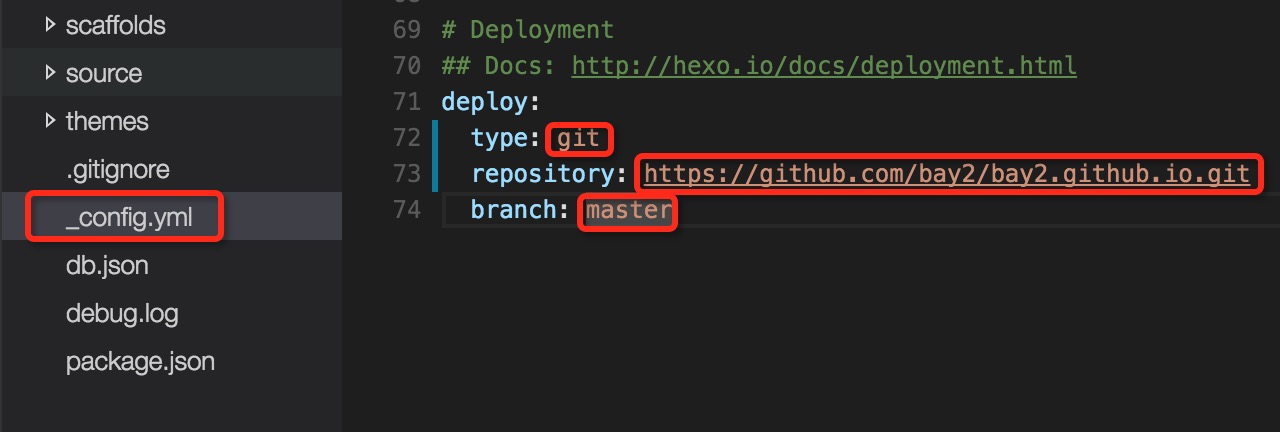 scaffolds
source
themes
.gitignore
_config.yml
db.json
debug.log
package.json
69 # Deployment
70 ## Docs: http://hexo.io/docs/deployment.html
71 deploy:
72 type: git
73 repository: https://github.com/bay2/bay2.github.io.git
74 branch: master